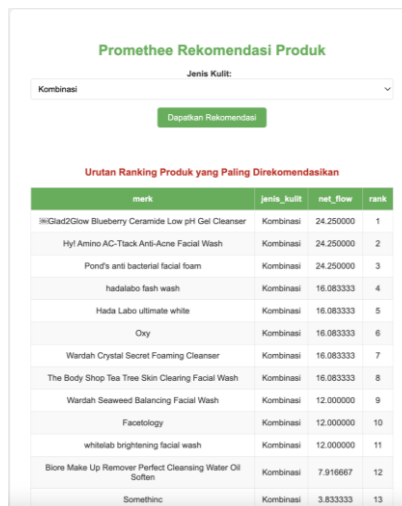 Promethee Rekomendasi Produk
Jenis Kulit:
Kombinasi
Dapatkan Rekomendasi
Urutan Ranking Produk yang Paling Direkomendasikan
merk jenis_kulit net_flow rank
Glad2Glow Blueberry Ceramide Low pH Gel Cleanser Kombinasi 24.250000 1
Hy! Amino AC-Ttack Anti-Acne Facial Wash Kombinasi 24.250000 2
Pond's anti bacterial facial foam Kombinasi 24.250000 3
hadalabo fash wash Kombinasi 16.083333 4
Hada Labo ultimate white Kombinasi 16.083333 5
Oxy Kombinasi 16.083333 6
Wardah Crystal Secret Foaming Cleanser Kombinasi 16.083333 7
The Body Shop Tea Tree Skin Clearing Facial Wash Kombinasi 16.083333 8
Wardah Seaweed Balancing Facial Wash Kombinasi 12.000000 9
Facetology Kombinasi 12.000000 10
whitelab brightening facial wash Kombinasi 12.000000 11
Biore Make Up Remover Perfect Cleansing Water Oil
Soften Kombinasi 7.916667 12
Somethinc Kombinasi 3.833333 13